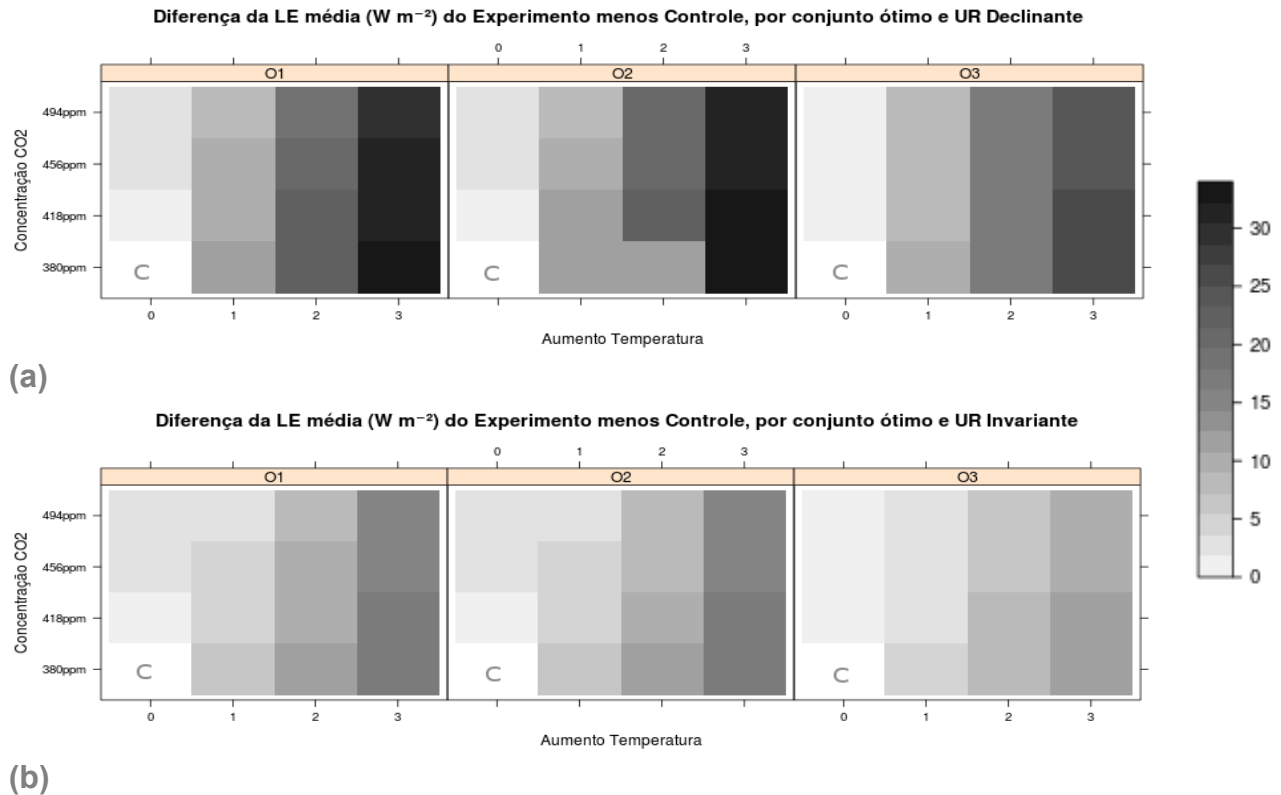 Diferença da LE média (W m⁻²) do Experimento menos Controle, por conjunto ótimo e UR Declinante
0 1 2 3
O1 O2 O3
Concentração CO2
494ppm
456ppm
418ppm
380ppm
C C C
0 1 2 3 0 1 2 3
Aumento Temperatura
30
25
20
15
10
5
0
(a)
Diferença da LE média (W m⁻²) do Experimento menos Controle, por conjunto ótimo e UR Invariante
0 1 2 3
O1 O2 O3
Concentração CO2
494ppm
456ppm
418ppm
380ppm
C C C
0 1 2 3 0 1 2 3
Aumento Temperatura
(b)